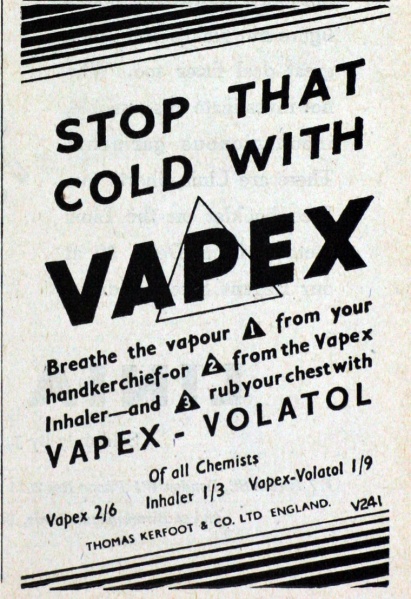 STOP THAT
COLD WITH
VAPEX
Breathe the vapour 1 from your
handkerchief-or 2 from the Vapex
Inhaler—and 3 rub your chest with
VAPEX - VOLATOL
Of all Chemists
Vapex 2/6 Inhaler 1/3 Vapex-Volatol 1/9
THOMAS KERFOOT & CO. LTD ENGLAND. V241